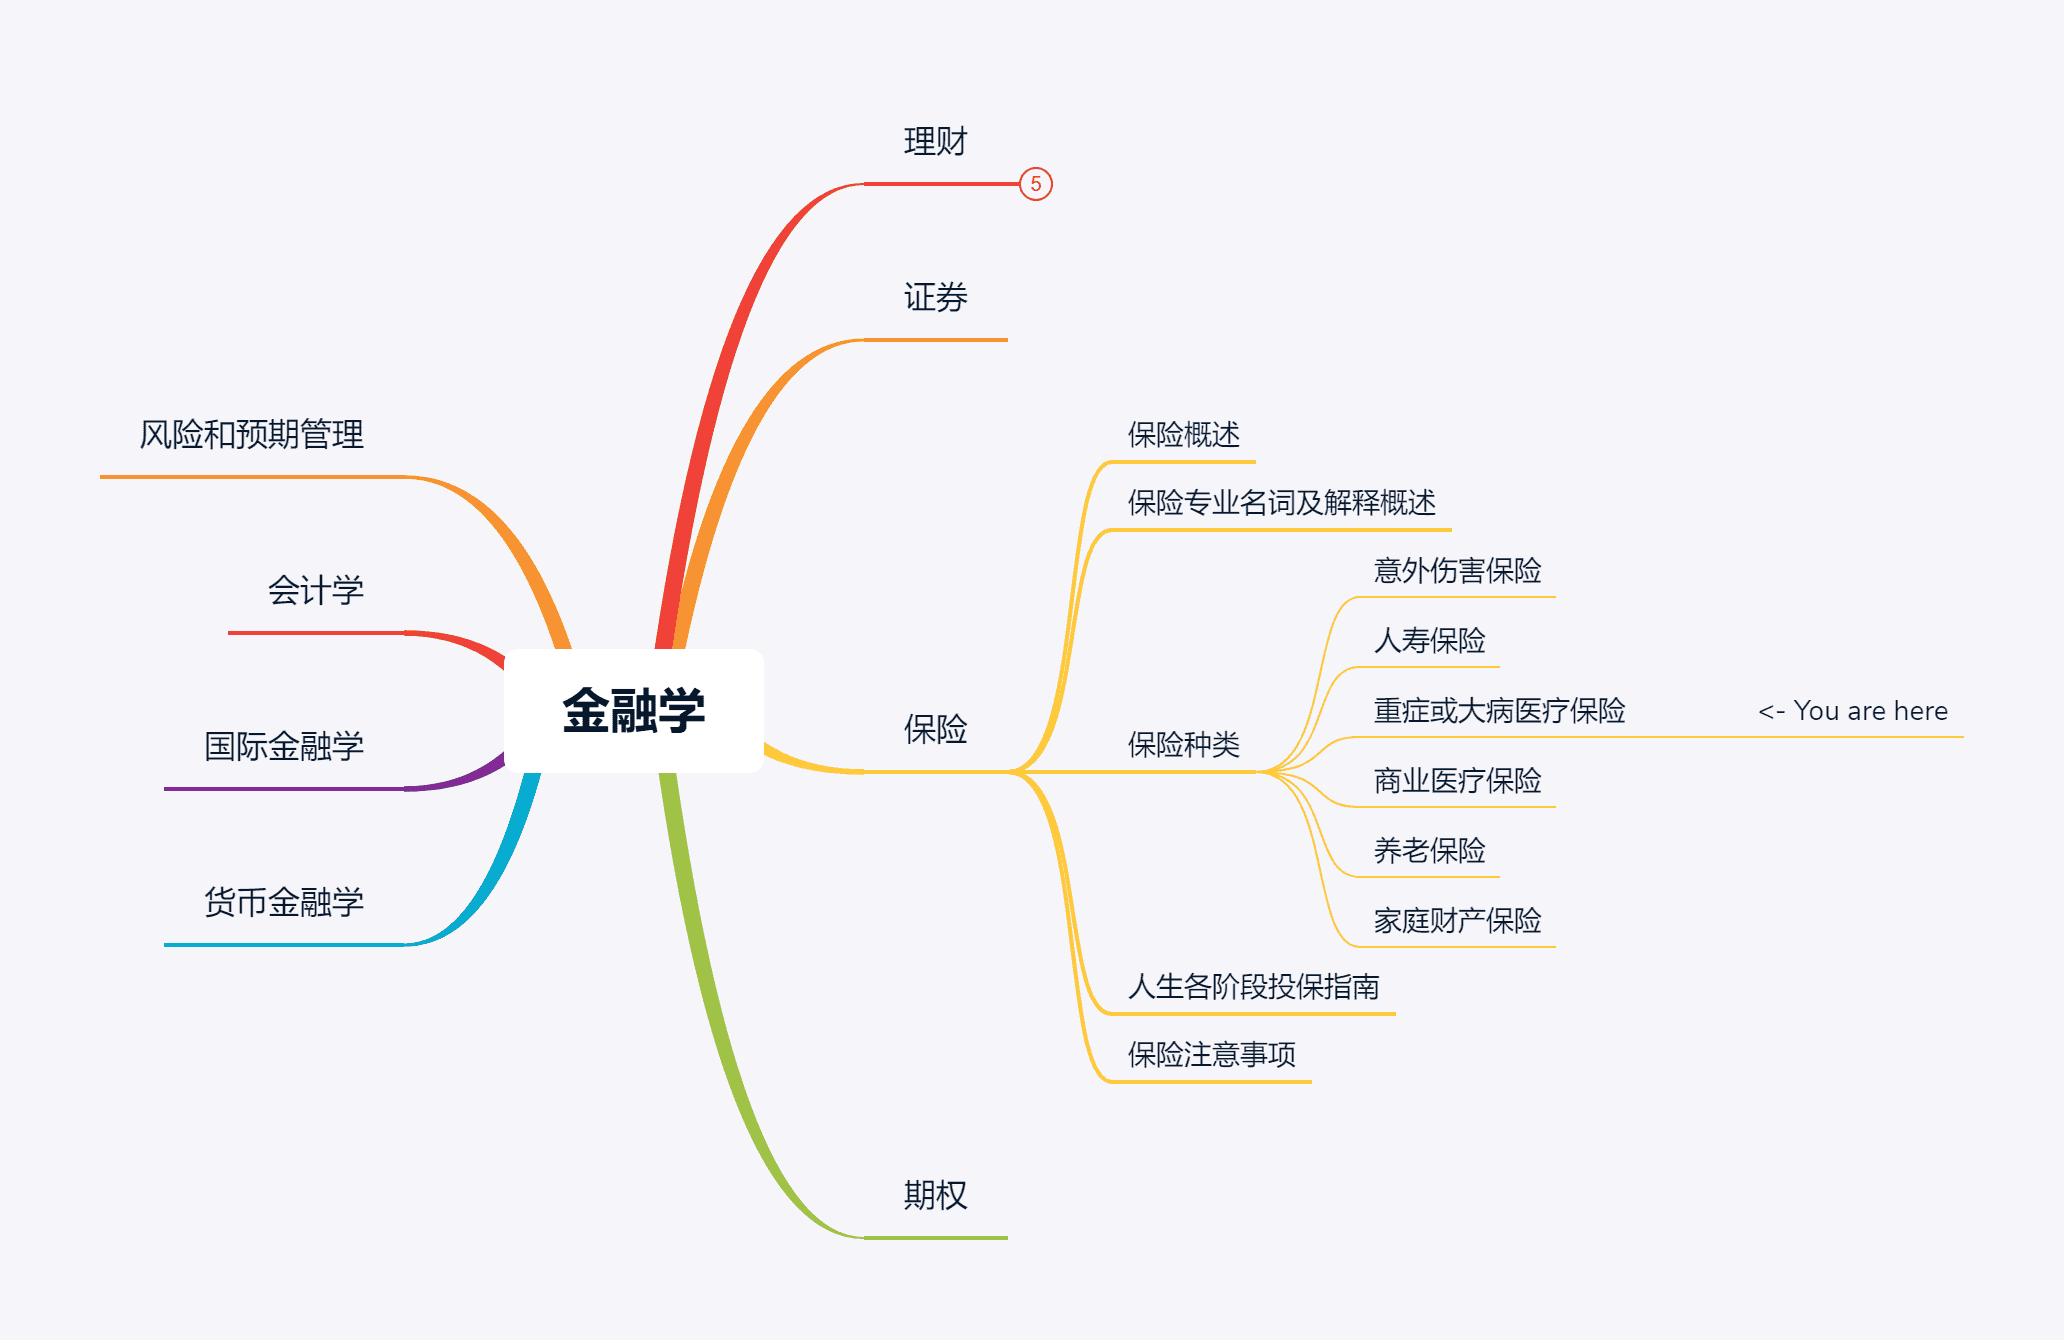 理财
5
证券
保险
保险概述
保险专业名词及解释概述
保险种类
意外伤害保险
人寿保险
重症或大病医疗保险 <- You are here
商业医疗保险
养老保险
家庭财产保险
人生各阶段投保指南
保险注意事项
期权
金融学
风险和预期管理
会计学
国际金融学
货币金融学